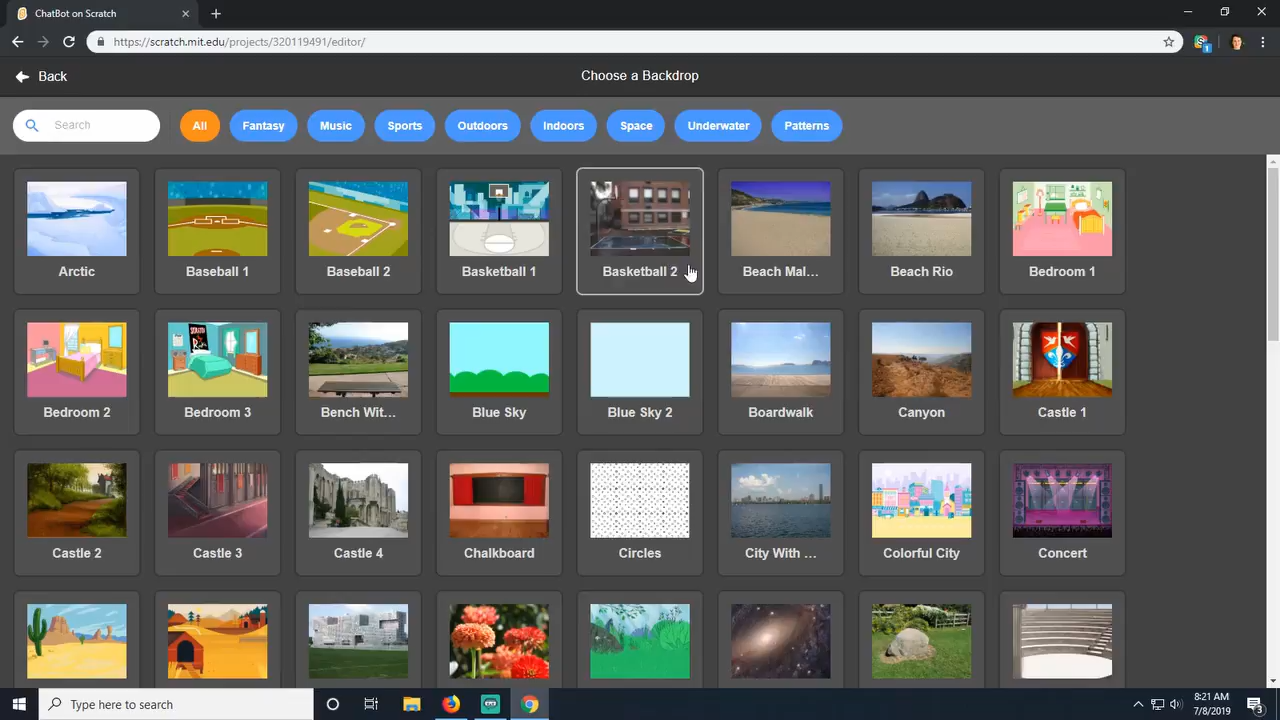 ChatBot on Scratch
https://scratch.mit.edu/projects/320119491/editor/
Back
Choose a Backdrop
Search
All
Fantasy
Music
Sports
Outdoors
Indoors
Space
Underwater
Patterns
Arctic
Baseball 1
Baseball 2
Basketball 1
Basketball 2
Beach Mal...
Beach Rio
Bedroom 1
Bedroom 2
Bedroom 3
Bench Wit...
Blue Sky
Blue Sky 2
Boardwalk
Canyon
Castle 1
Castle 2
Castle 3
Castle 4
Chalkboard
Circles
City With ...
Colorful City
Concert
Type here to search
8:21 AM
7/8/2019